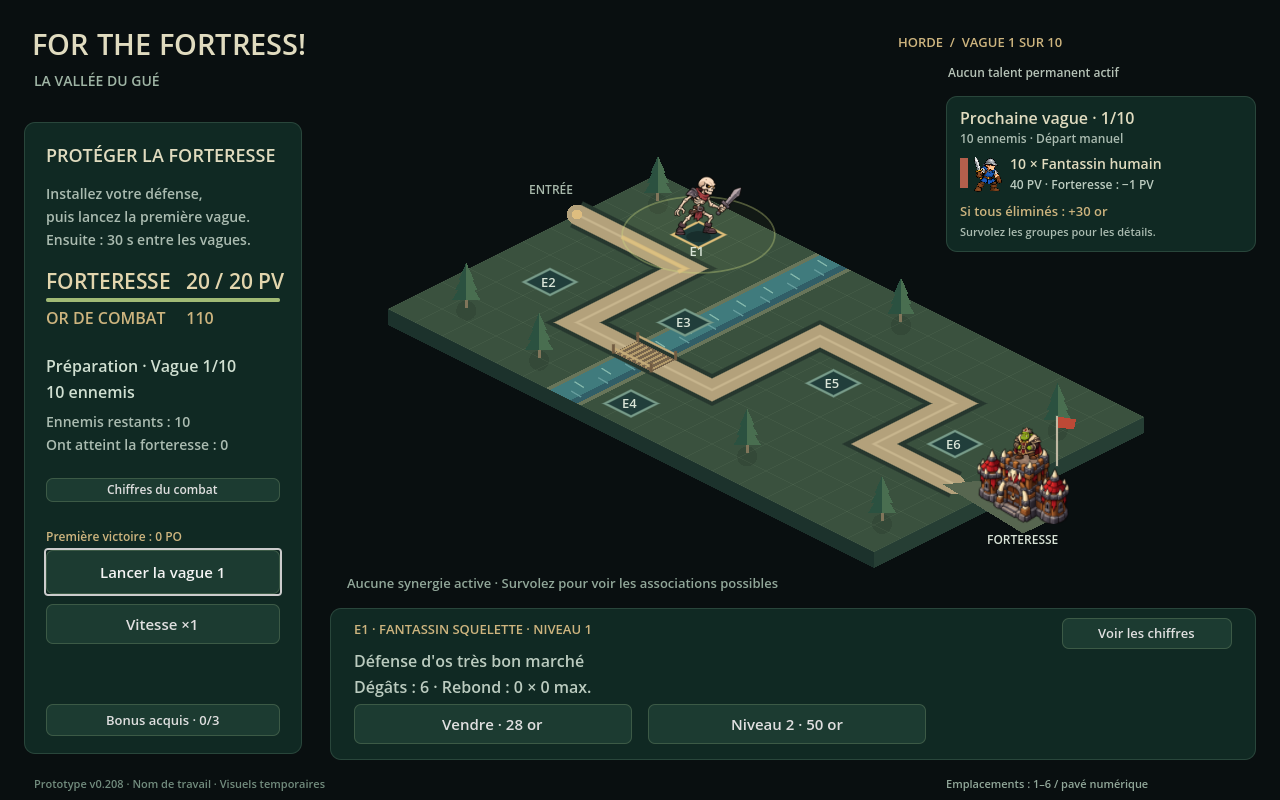 FOR THE FORTRESS!
LA VALLÉE DU GUÉ
HORDE / VAGUE 1 SUR 10
Aucun talent permanent actif
Prochaine vague · 1/10
10 ennemis · Départ manuel
10 × Fantassin humain
40 PV · Forteresse : −1 PV
Si tous éliminés : +30 or
Survolez les groupes pour les détails.
PROTÉGER LA FORTERESSE
Installez votre défense,
puis lancez la première vague.
Ensuite : 30 s entre les vagues.
FORTERESSE 20 / 20 PV
OR DE COMBAT 110
Préparation · Vague 1/10
10 ennemis
Ennemis restants : 10
Ont atteint la forteresse : 0
Chiffres du combat
Première victoire : 0 PO
Lancer la vague 1
Vitesse ×1
Bonus acquis · 0/3
ENTRÉE
E1
E2
E3
E4
E5
E6
FORTERESSE
Aucune synergie active · Survolez pour voir les associations possibles
E1 · FANTASSIN SQUELETTE · NIVEAU 1
Voir les chiffres
Défense d'os très bon marché
Dégâts : 6 · Rebond : 0 × 0 max.
Vendre · 28 or
Niveau 2 · 50 or
Prototype v0.208 · Nom de travail · Visuels temporaires
Emplacements : 1–6 / pavé numérique